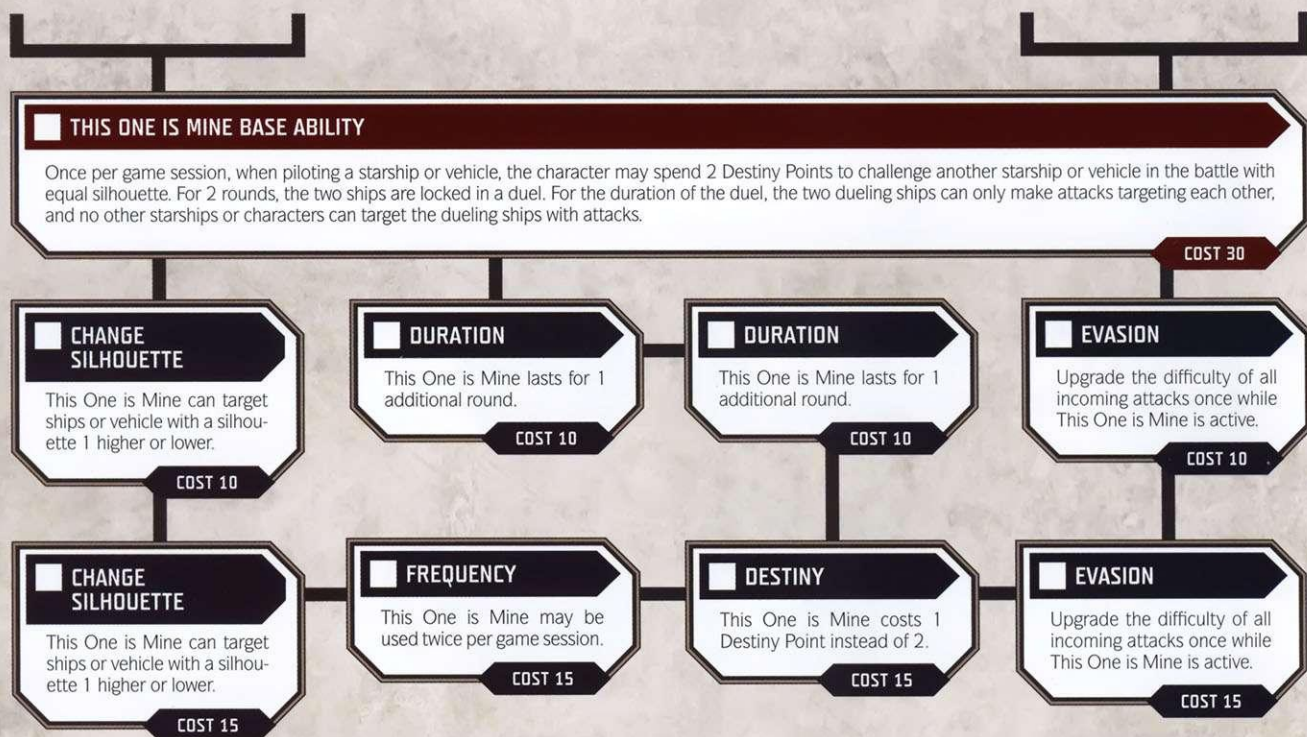 THIS ONE IS MINE BASE ABILITY
Once per game session, when piloting a starship or vehicle, the character may spend 2 Destiny Points to challenge another starship or vehicle in the battle with
equal silhouette. For 2 rounds, the two ships are locked in a duel. For the duration of the duel, the two dueling ships can only make attacks targeting each other,
and no other starships or characters can target the dueling ships with attacks.
COST 30
CHANGE
SILHOUETTE
This One is Mine can target
ships or vehicle with a silhou-
ette 1 higher or lower.
COST 10
DURATION
This One is Mine lasts for 1
additional round.
COST 10
DURATION
This One is Mine lasts for 1
additional round.
COST 10
EVASION
Upgrade the difficulty of all
incoming attacks once while
This One is Mine is active.
COST 10
CHANGE
SILHOUETTE
This One is Mine can target
ships or vehicle with a silhou-
ette 1 higher or lower.
COST 15
FREQUENCY
This One is Mine may be
used twice per game session.
COST 15
DESTINY
This One is Mine costs 1
Destiny Point instead of 2.
COST 15
EVASION
Upgrade the difficulty of all
incoming attacks once while
This One is Mine is active.
COST 15